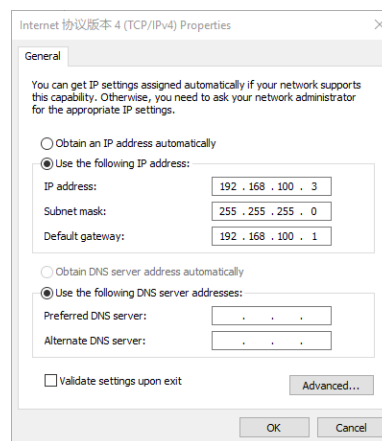 Internet 协议版本 4 (TCP/IPv4) Properties
General
You can get IP settings assigned automatically if your network supports
this capability. Otherwise, you need to ask your network administrator
for the appropriate IP settings.
Obtain an IP address automatically
Use the following IP address:
IP address: 192 . 168 . 100 . 3
Subnet mask: 255 . 255 . 255 . 0
Default gateway: 192 . 168 . 100 . 1
Obtain DNS server address automatically
Use the following DNS server addresses:
Preferred DNS server: . . .
Alternate DNS server: . . .
Validate settings upon exit
Advanced...
OK Cancel